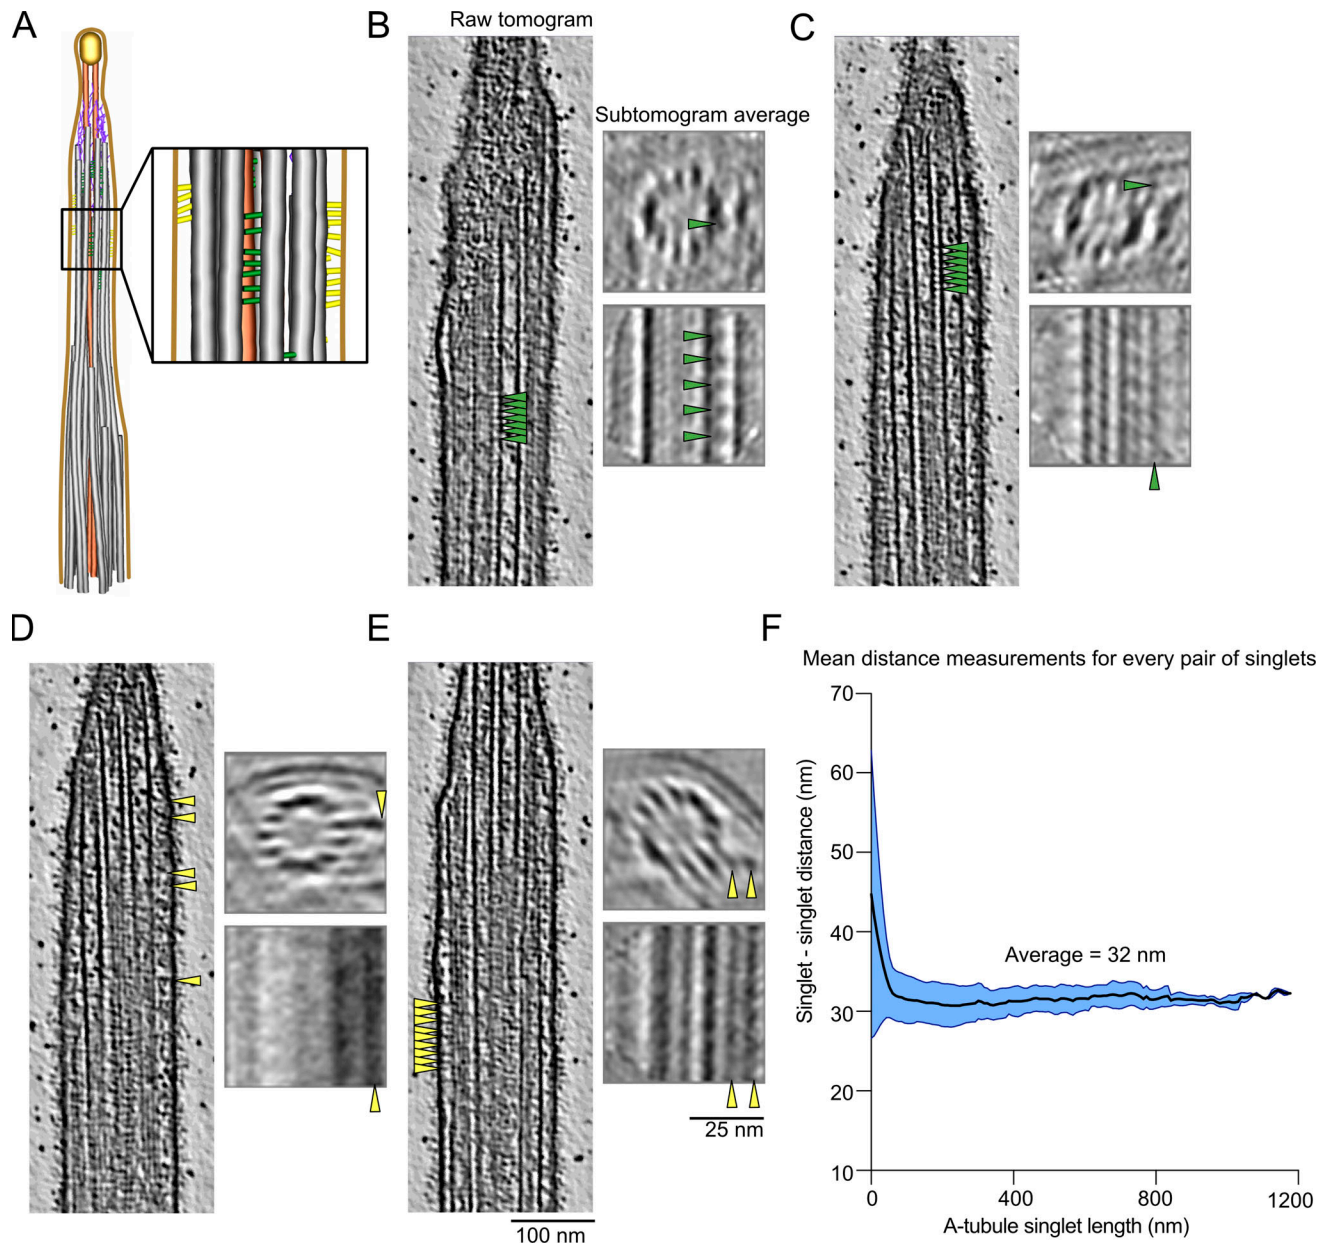 A
B
Raw tomogram
C
Subtomogram average
D
E
25 nm
100 nm
F
Mean distance measurements for every pair of singlets
Singlet - singlet distance (nm)
70
60
50
40
30
20
10
Average = 32 nm
0
400
800
1200
A-tubule singlet length (nm)